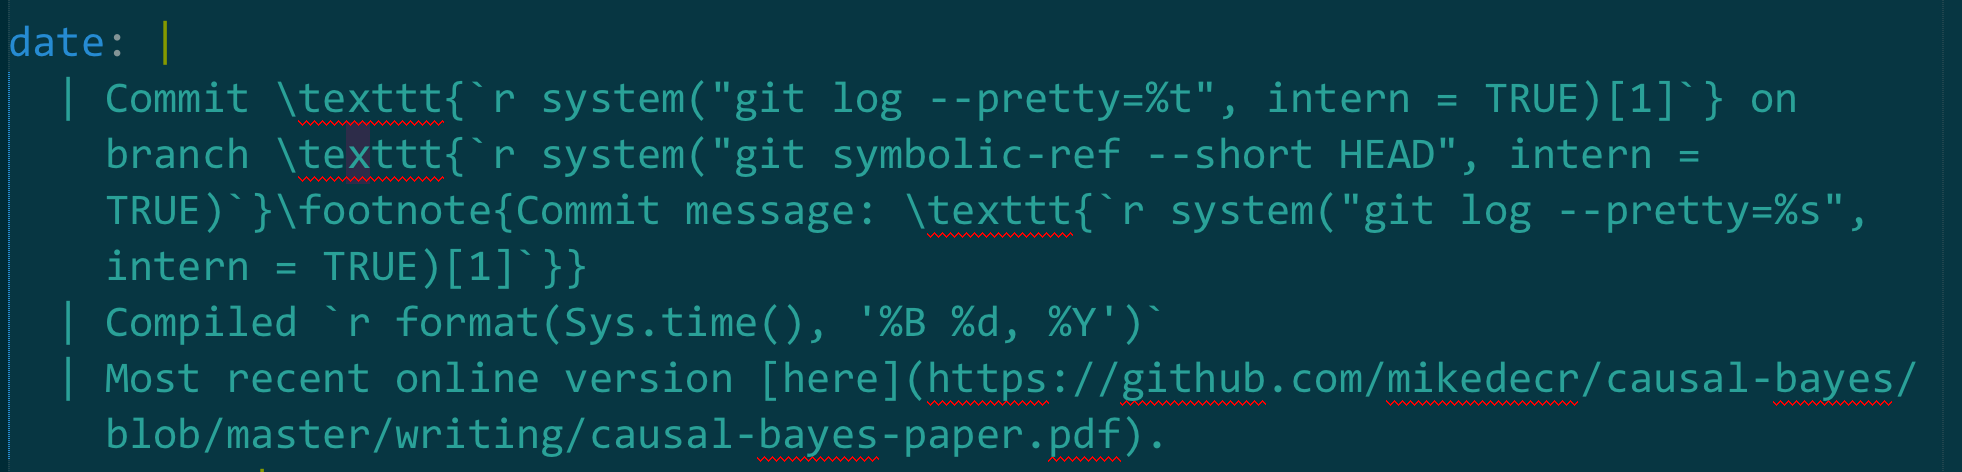 date: |
| Commit \texttt{`r system("git log --pretty=%t", intern = TRUE)[1]`} on
branch \texttt{`r system("git symbolic-ref --short HEAD", intern =
TRUE)`}\footnote{Commit message: \texttt{`r system("git log --pretty=%s",
intern = TRUE)[1]`}}
| Compiled `r format(Sys.time(), '%B %d, %Y')`
| Most recent online version [here](https://github.com/mikedecr/causal-bayes/
blob/master/writing/causal-bayes-paper.pdf).